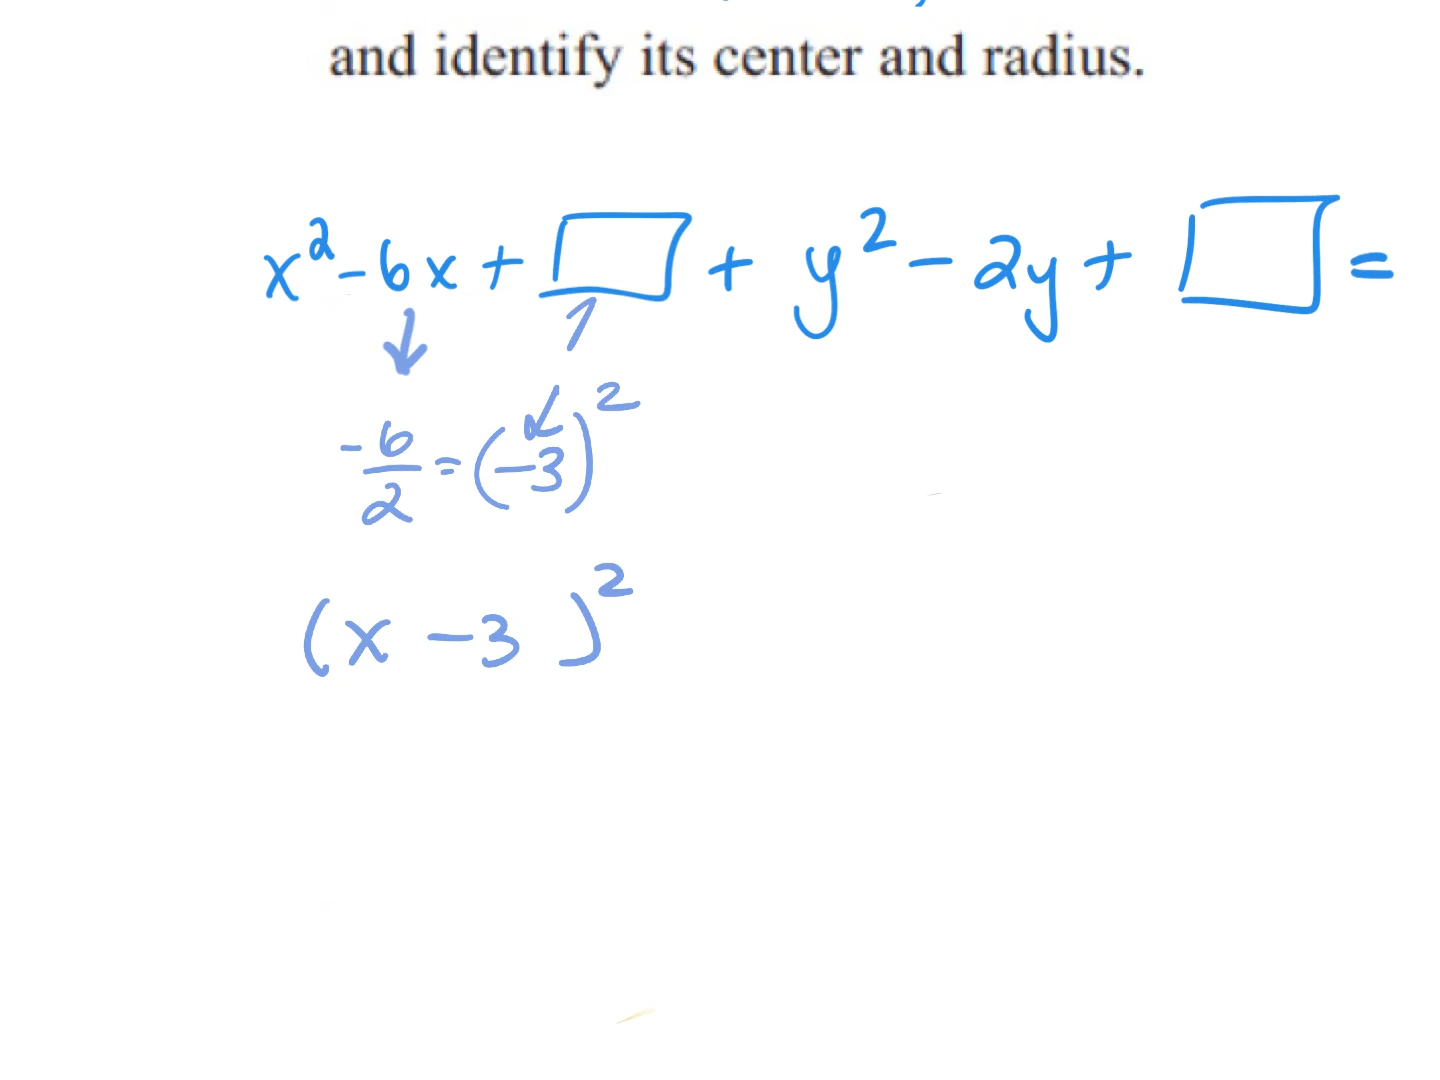 and identify its center and radius.
x² - 6x + □ + y² - 2y + □ =
-6/2 = (-3)²
(x - 3)²